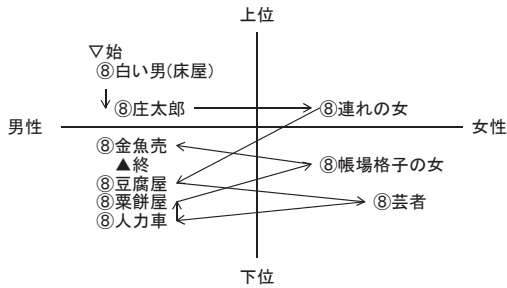 上位
▽始
⑧白い男(床屋)
⑧庄太郎
⑧連れの女
男性
女性
⑧金魚売
▲終
⑧帳場格子の女
⑧豆腐屋
⑧粟餅屋
⑧芸者
⑧人力車
下位